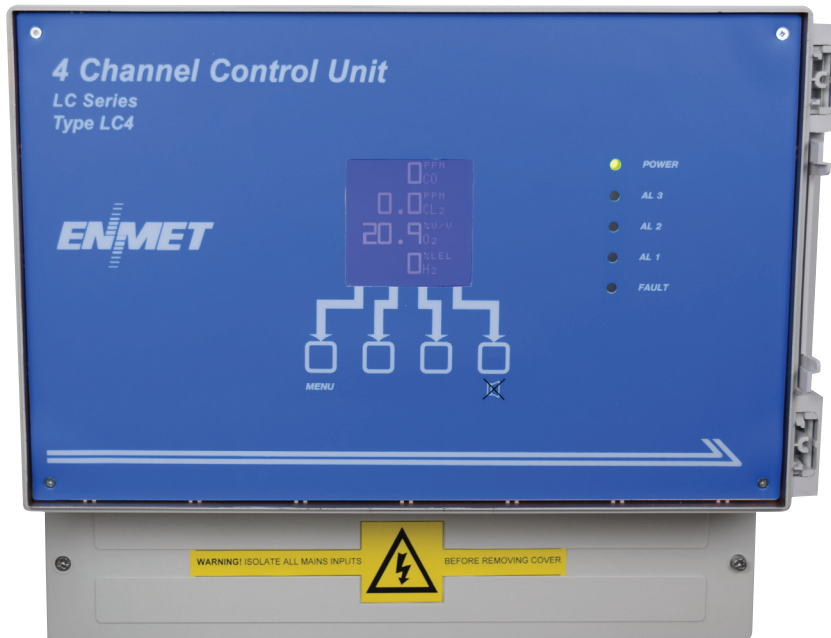 4 Channel Control Unit
LC Series
Type LC4
ENMET
0 PPM CO
0.0 PPM CL2
20.9 %V/V O2
0 %LEL H2
POWER
AL 3
AL 2
AL 1
FAULT
MENU
WARNING! ISOLATE ALL MAINS INPUTS BEFORE REMOVING COVER